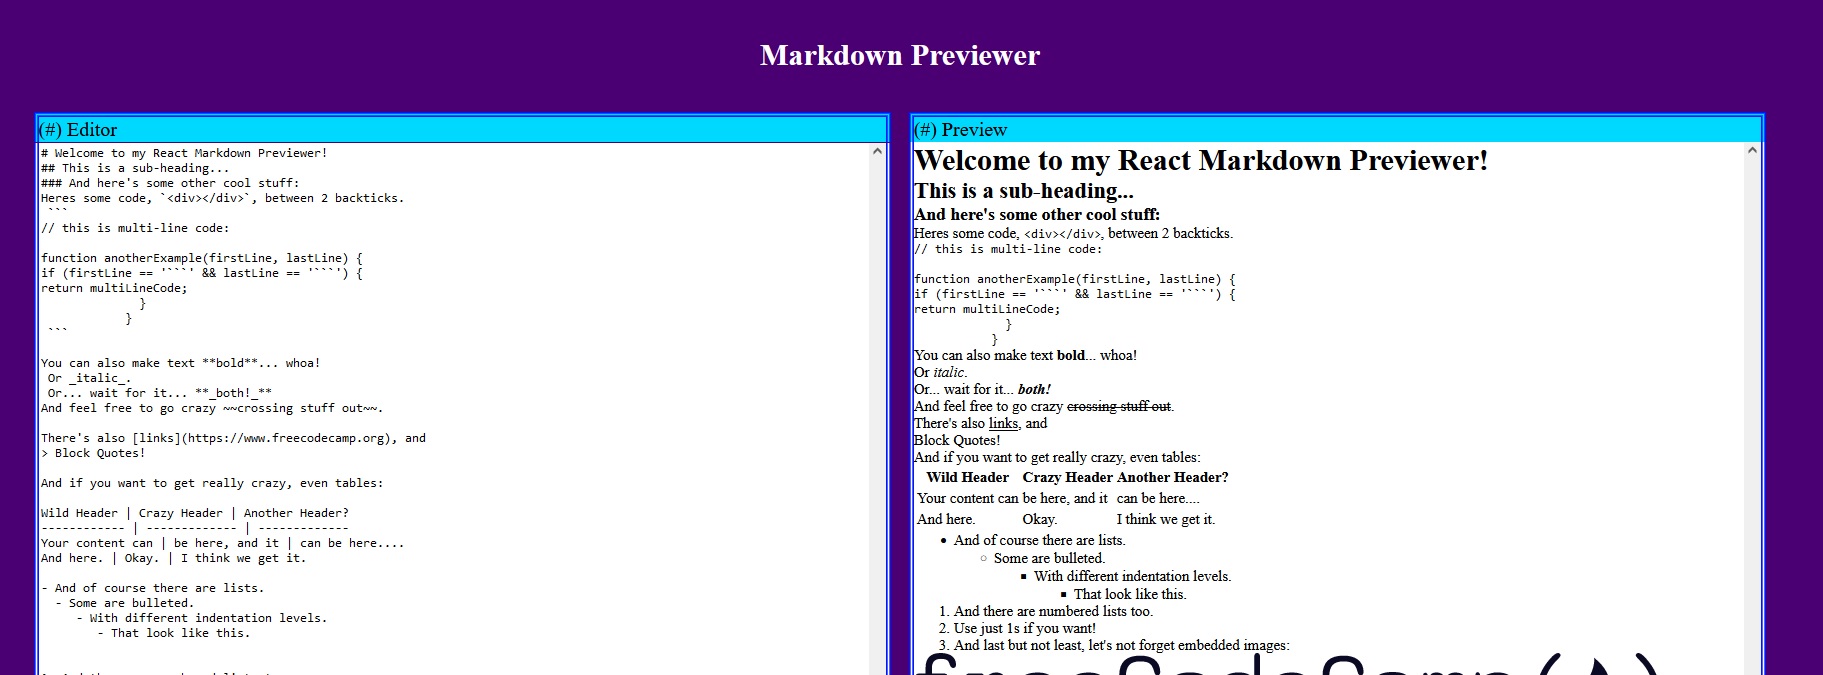 Markdown Previewer
(#) Editor
# Welcome to my React Markdown Previewer!
## This is a sub-heading...
### And here's some other cool stuff:
Heres some code, `<div></div>`, between 2 backticks.
```
// this is multi-line code:
function anotherExample(firstLine, lastLine) {
if (firstLine == '```' && lastLine == '```') {
return multiLineCode;
}
}
```
You can also make text **bold**... whoa!
Or _italic_.
Or... wait for it... **_both!_**
And feel free to go crazy ~~crossing stuff out~~.
There's also [links](https://www.freecodecamp.org), and
> Block Quotes!
And if you want to get really crazy, even tables:
Wild Header | Crazy Header | Another Header?
------------ | ------------- | -------------
Your content can | be here, and it | can be here....
And here. | Okay. | I think we get it.
- And of course there are lists.
- Some are bulleted.
- With different indentation levels.
- That look like this.
(#) Preview
Welcome to my React Markdown Previewer!
This is a sub-heading...
And here's some other cool stuff:
Heres some code, <div></div>, between 2 backticks.
// this is multi-line code:
function anotherExample(firstLine, lastLine) {
if (firstLine == '```' && lastLine == '```') {
return multiLineCode;
}
}
You can also make text bold... whoa!
Or italic.
Or... wait for it... both!
And feel free to go crazy crossing stuff out.
There's also links, and
Block Quotes!
And if you want to get really crazy, even tables:
Wild Header Crazy Header Another Header?
Your content can be here, and it can be here....
And here. Okay. I think we get it.
• And of course there are lists.
○ Some are bulleted.
▪ With different indentation levels.
▪ That look like this.
1. And there are numbered lists too.
2. Use just 1s if you want!
3. And last but not least, let's not forget embedded images: